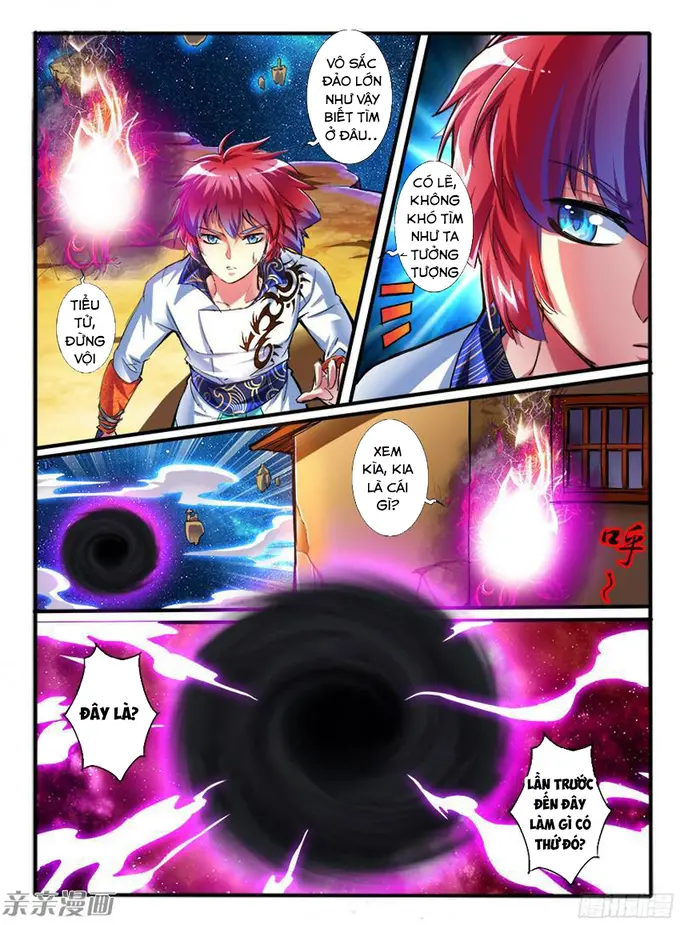 VÔ SẮC
ĐẢO LỚN
NHƯ VẬY
BIẾT TÌM
Ở ĐÂU..
TIỂU
TỬ,
ĐỪNG
VỘI
CÓ LẼ,
KHÔNG
KHÓ TÌM
NHƯ TA
TƯỞNG
TƯỢNG
XEM
KÌA, KIA
LÀ CÁI
GÌ?
呼~
ĐÂY LÀ?
LẦN TRƯỚC
ĐẾN ĐÂY
LÀM GÌ CÓ
THỨ ĐÓ?
亲亲漫画